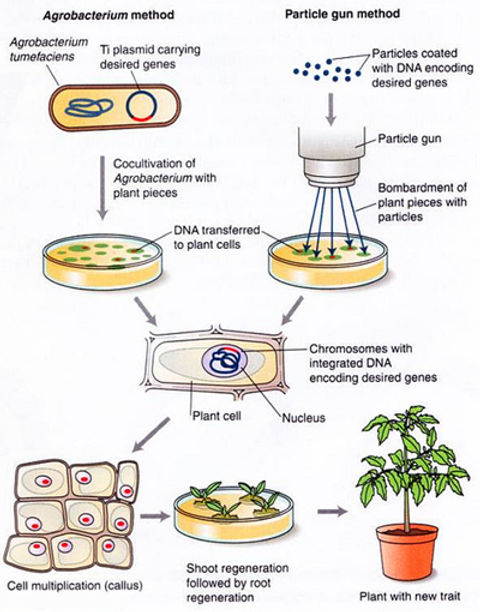 Agrobacterium method
Particle gun method
Agrobacterium
tumefaciens
Ti plasmid carrying
desired genes
Particles coated
with DNA encoding
desired genes
Particle gun
Cocultivation of
Agrobacterium with
plant pieces
Bombardment of
plant pieces with
particles
DNA transferred
to plant cells
Chromosomes with
integrated DNA
encoding desired genes
Plant cell
Nucleus
Cell multiplication (callus)
Shoot regeneration
followed by root
regeneration
Plant with new trait